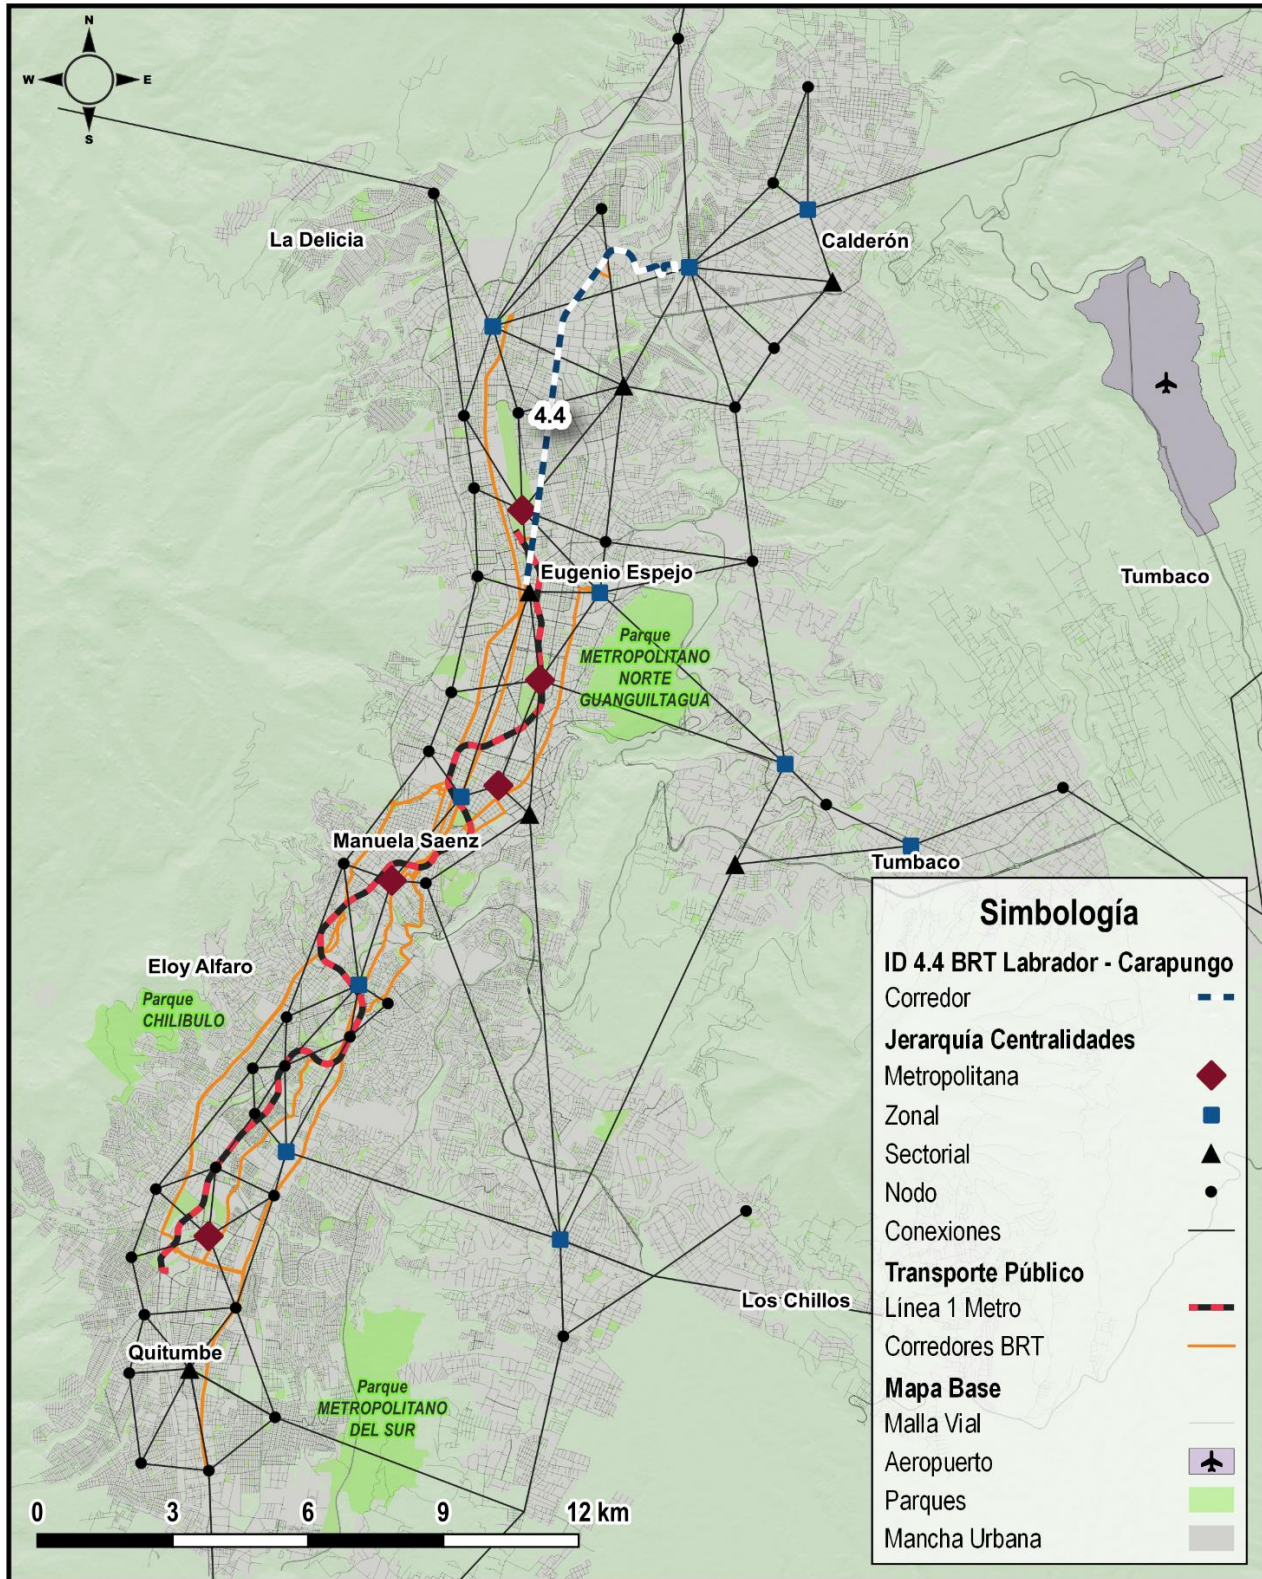 N
W E
S
La Delicia
Calderón
4.4
Eugenio Espejo
Tumbaco
Parque
METROPOLITANO
NORTE
GUANGUILTAGUA
Manuela Saenz
Tumbaco
Eloy Alfaro
Parque
CHILIBULO
Los Chillos
Quitumbe
Parque
METROPOLITANO
DEL SUR
0 3 6 9 12 km
Simbología
ID 4.4 BRT Labrador - Carapungo
Corredor
Jerarquía Centralidades
Metropolitana
Zonal
Sectorial
Nodo
Conexiones
Transporte Público
Línea 1 Metro
Corredores BRT
Mapa Base
Malla Vial
Aeropuerto
Parques
Mancha Urbana